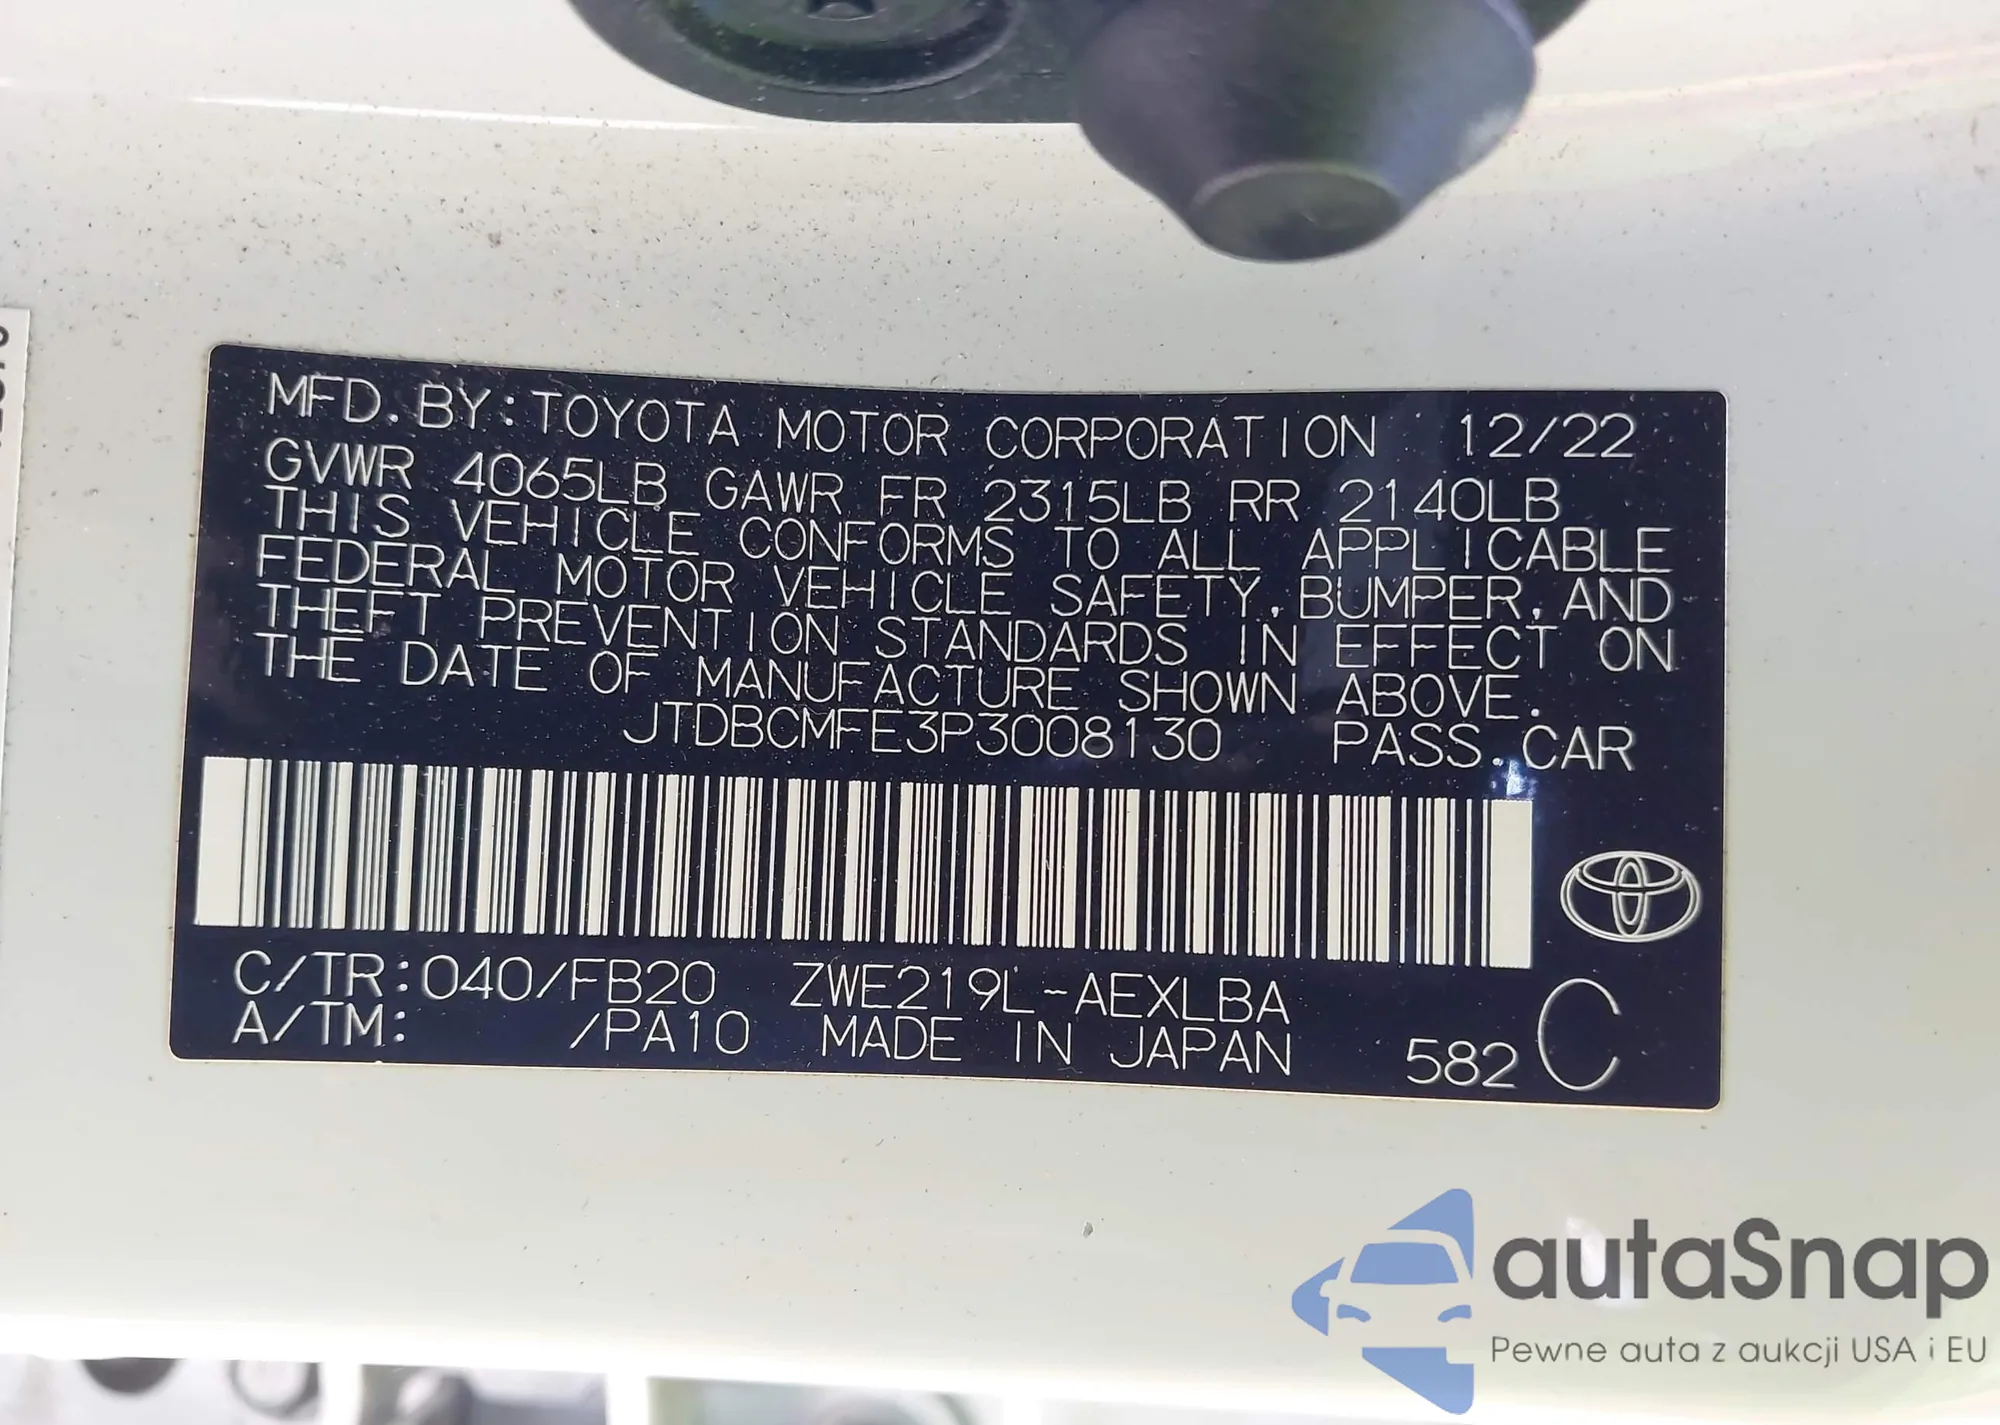 MFD. BY: TOYOTA MOTOR CORPORATION 12/22
GVWR 4065LB GAWR FR 2315LB RR 2140LB
THIS VEHICLE CONFORMS TO ALL APPLICABLE
FEDERAL MOTOR VEHICLE SAFETY, BUMPER, AND
THEFT PREVENTION STANDARDS IN EFFECT ON
THE DATE OF MANUFACTURE SHOWN ABOVE.
JTDBCMFE3P3008130 PASS. CAR
C/TR: 040/FB20 ZWE219L-AEXLBA
A/TM: /PA10 MADE IN JAPAN 582 C
autaSnap
Pewne auta z aukcji USA i EU